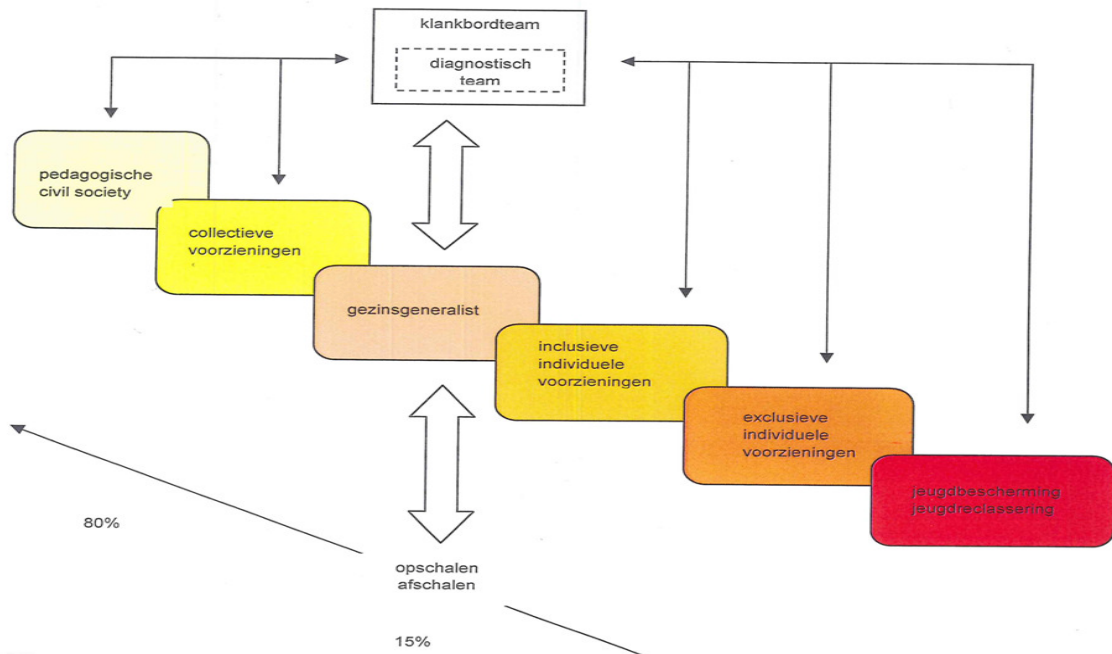 klankbordteam
diagnostisch
team
pedagogische
civil society
collectieve
voorzieningen
gezinsgeneralist
inclusieve
individuele
voorzieningen
exclusieve
individuele
voorzieningen
jeugdbescherming
jeugdreclassering
80%
opschalen
afschalen
15%